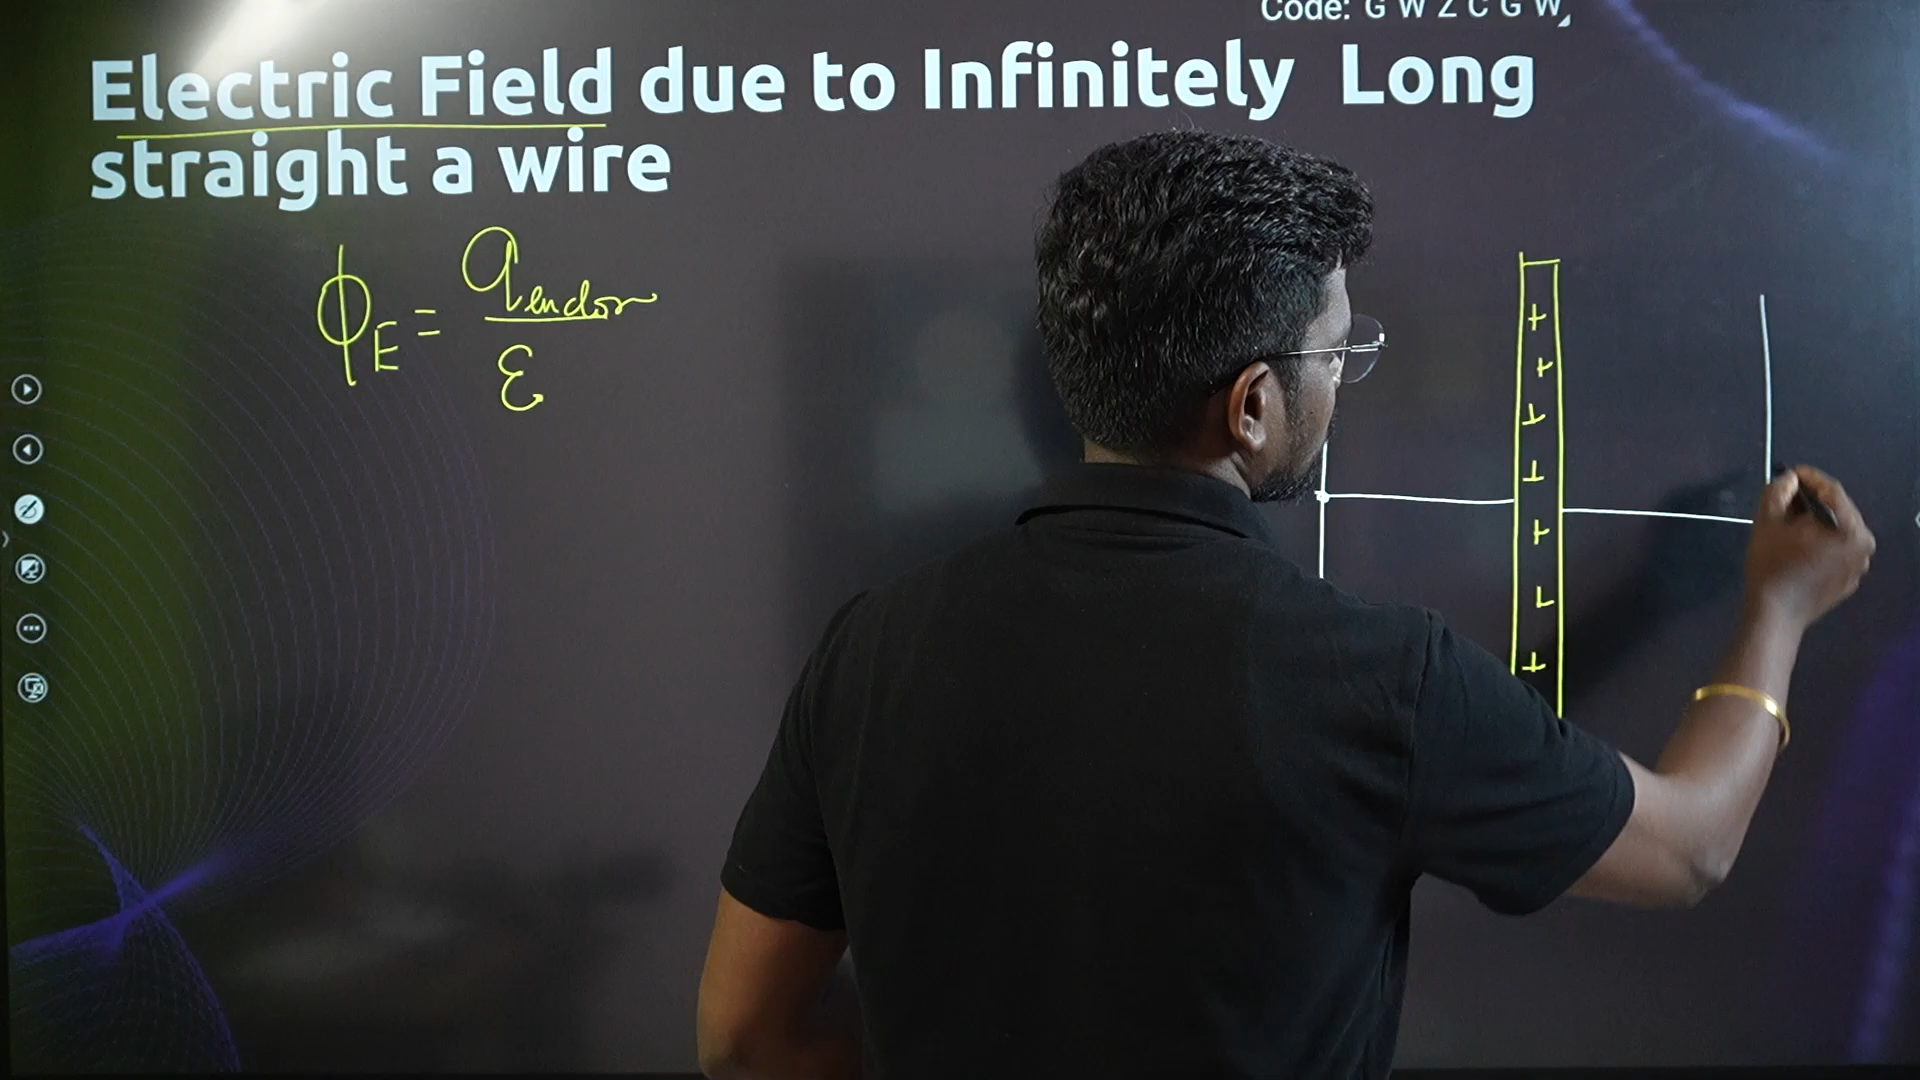 Code: G W Z C G W
Electric Field due to Infinitely Long
straight a wire
ϕE = qenclos
ε
+
+
+
+
+
+
+